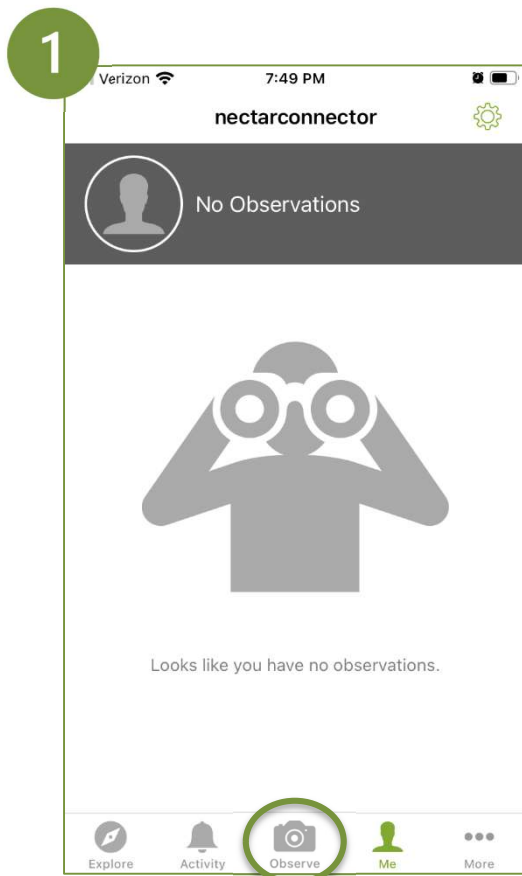 1
Verizon 7:49 PM
nectarconnector
No Observations
Looks like you have no observations.
Explore Activity Observe Me More